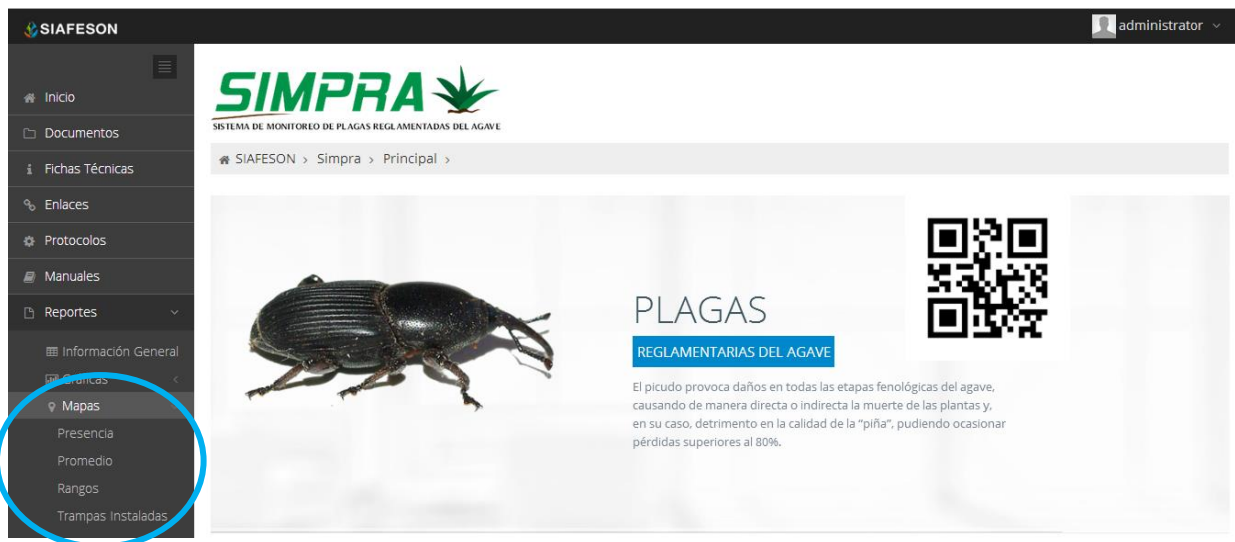 SIAFESON
administrator
Inicio
Documentos
Fichas Técnicas
Enlaces
Protocolos
Manuales
Reportes
Información General
Gráficas
Mapas
Presencia
Promedio
Rangos
Trampas Instaladas
SIMPRA
SISTEMA DE MONITOREO DE PLAGAS REGLAMENTADAS DEL AGAVE
SIAFESON > Simpra > Principal >
PLAGAS
REGLAMENTARIAS DEL AGAVE
El picudo provoca daños en todas las etapas fenológicas del agave,
causando de manera directa o indirecta la muerte de las plantas y,
en su caso, detrimento en la calidad de la "piña", pudiendo ocasionar
pérdidas superiores al 80%.